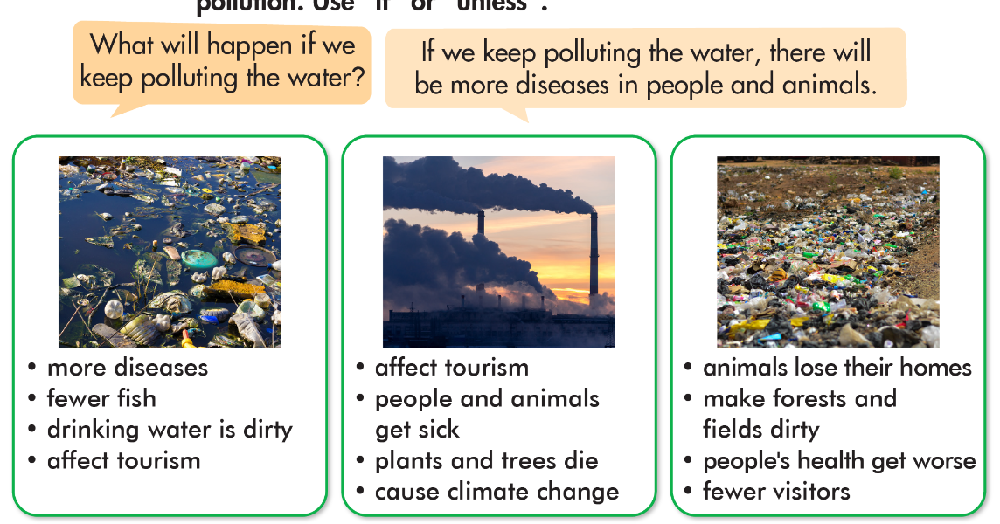 pollution. Use "if" or "unless".
What will happen if we
keep polluting the water?
If we keep polluting the water, there will
be more diseases in people and animals.
• more diseases
• fewer fish
• drinking water is dirty
• affect tourism
• affect tourism
• people and animals
get sick
• plants and trees die
• cause climate change
• animals lose their homes
• make forests and
fields dirty
• people's health get worse
• fewer visitors